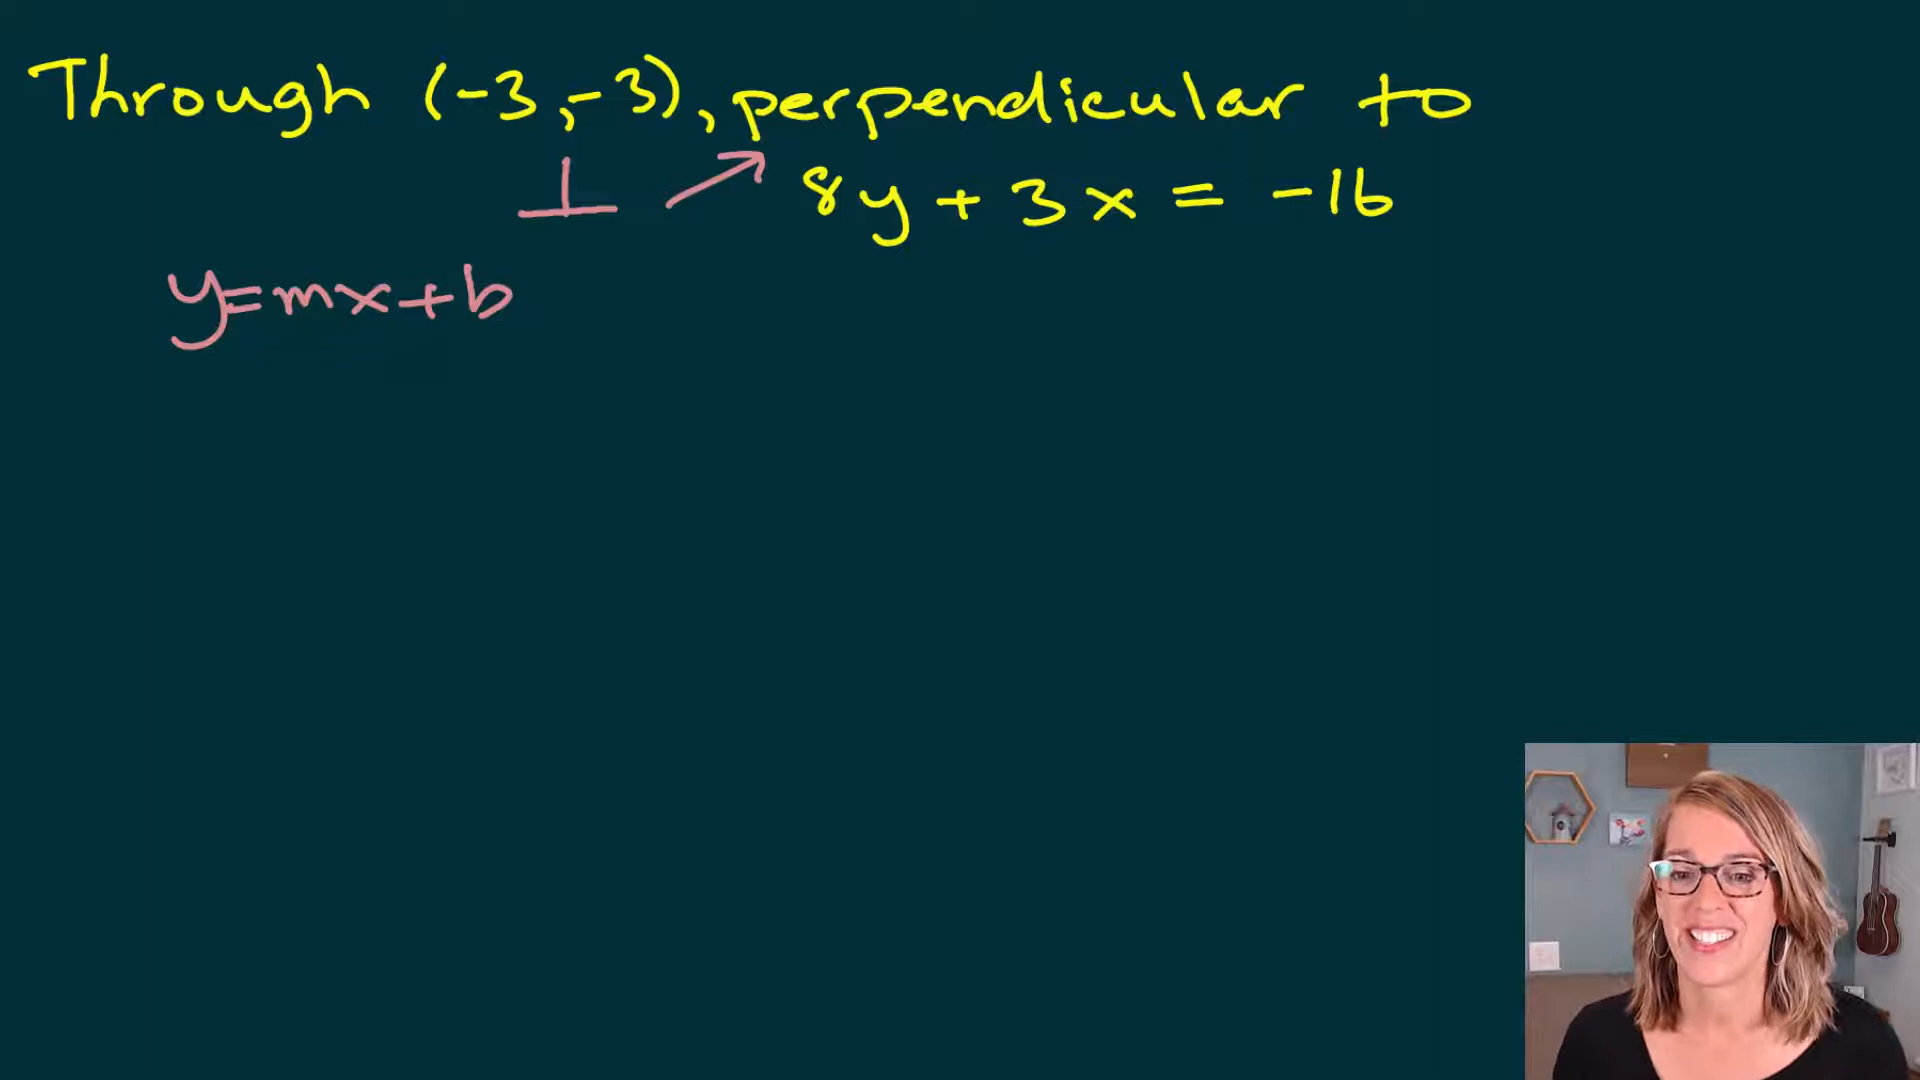 Through (-3,-3), perpendicular to
⊥ 8y + 3x = -16
y=mx+b